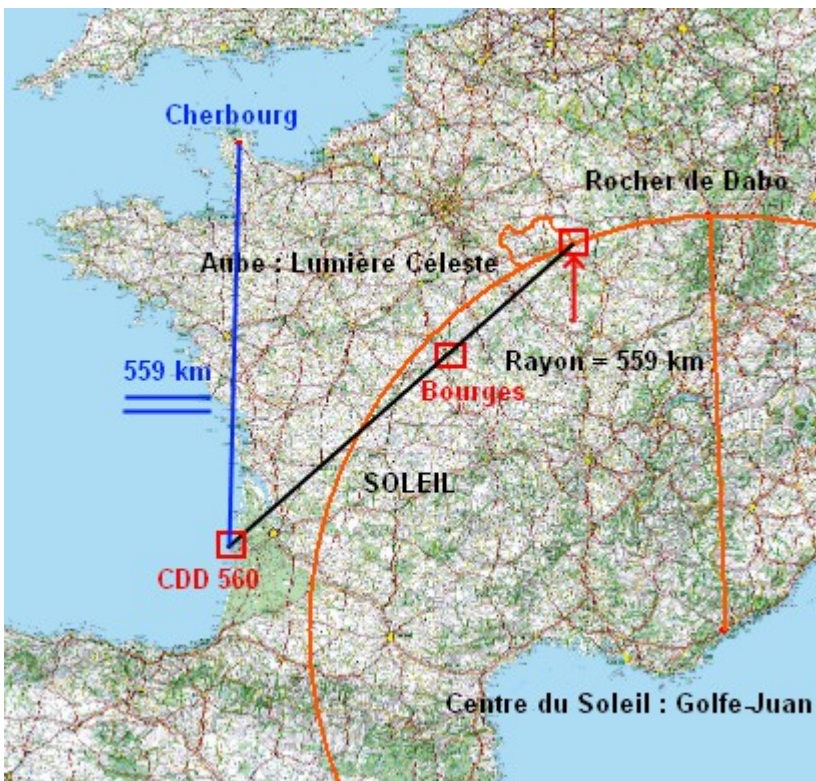 Cherbourg
Rocher de Dabo
Aube : Lumière Céleste
559 km
Rayon = 559 km
Bourges
SOLEIL
CDD 560
Centre du Soleil : Golfe-Juan